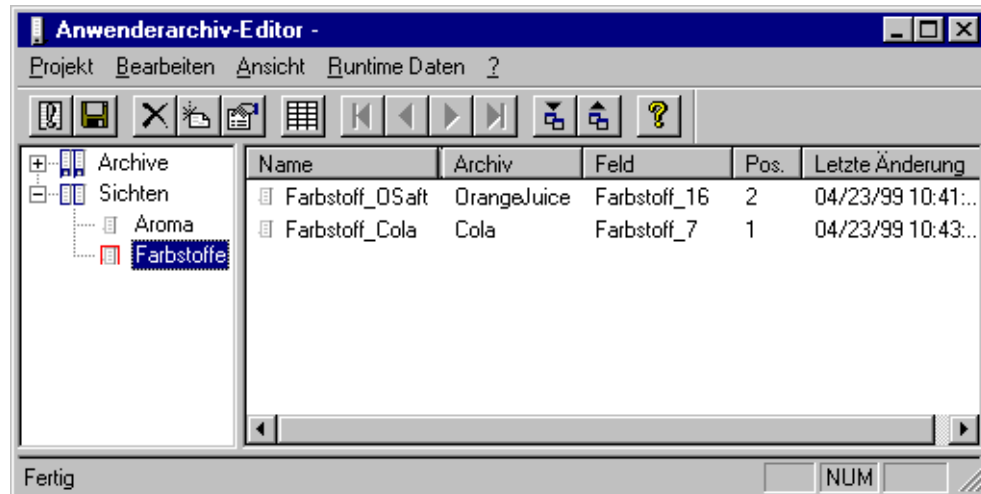 Anwenderarchiv-Editor -
Projekt Bearbeiten Ansicht Runtime Daten ?
Archive
Sichten
Aroma
Farbstoffe
Name Archiv Feld Pos. Letzte Änderung
Farbstoff_OSaft OrangeJuice Farbstoff_16 2 04/23/99 10:41:..
Farbstoff_Cola Cola Farbstoff_7 1 04/23/99 10:43:..
Fertig NUM